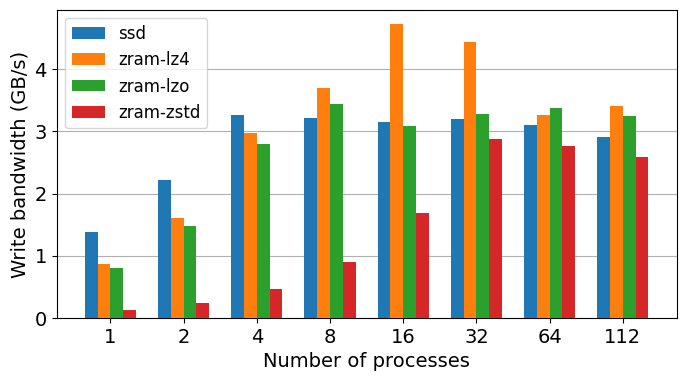 ssd
zram-lz4
zram-lzo
zram-zstd
Write bandwidth (GB/s)
4
3
2
1
0
1 2 4 8 16 32 64 112
Number of processes